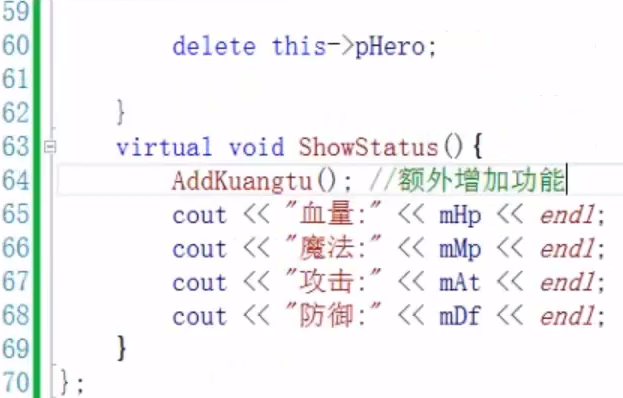 59
60 delete this->pHero;
61
62 }
63 virtual void ShowStatus(){
64 AddKuangtu(); //额外增加功能
65 cout << "血量:" << mHp << endl;
66 cout << "魔法:" << mMp << endl;
67 cout << "攻击:" << mAt << endl;
68 cout << "防御:" << mDf << endl;
69 }
70 };